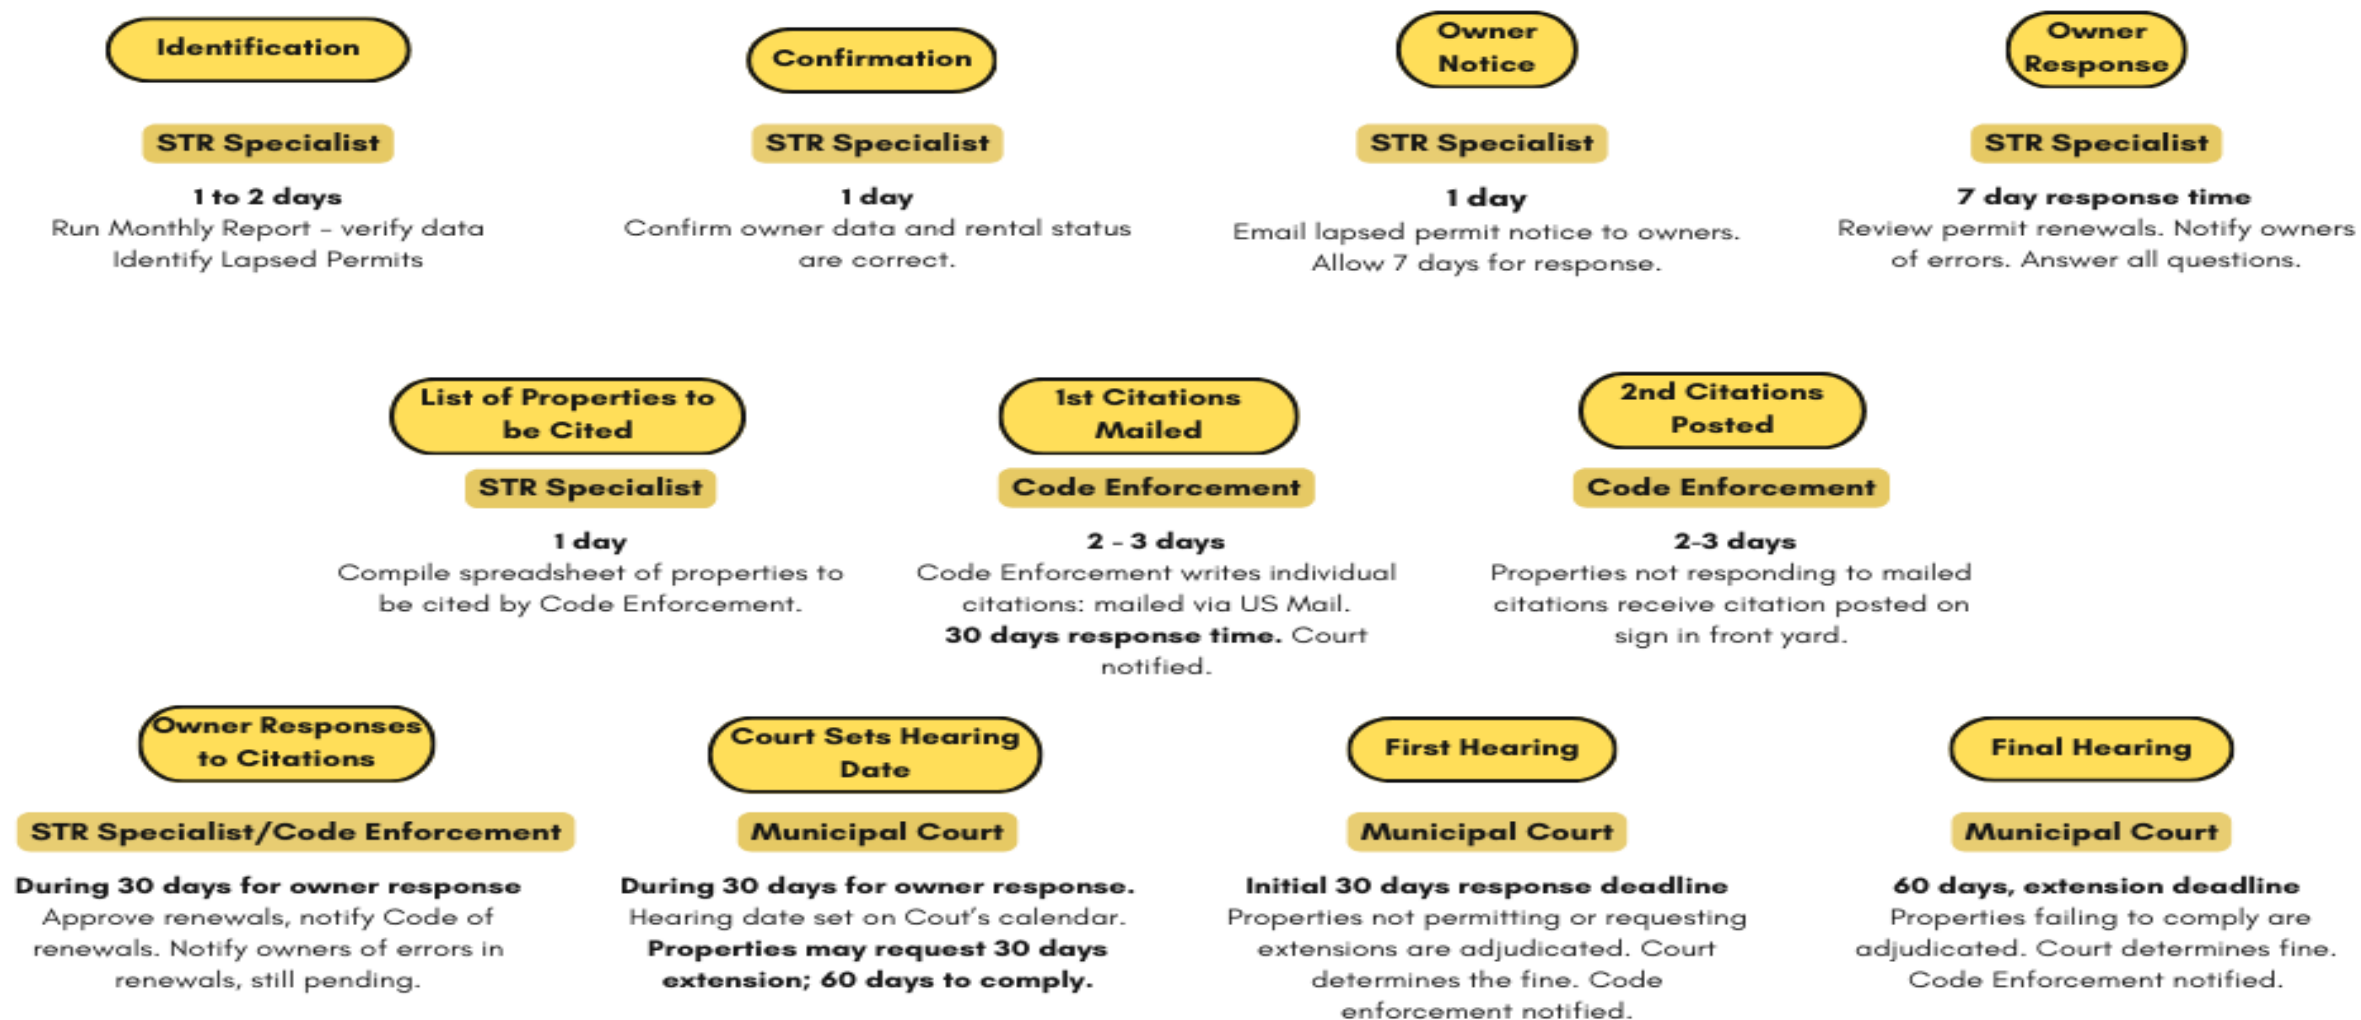 Identification
STR Specialist
1 to 2 days
Run Monthly Report - verify data
Identify Lapsed Permits
Confirmation
STR Specialist
1 day
Confirm owner data and rental status
are correct.
Owner
Notice
STR Specialist
1 day
Email lapsed permit notice to owners.
Allow 7 days for response.
Owner
Response
STR Specialist
7 day response time
Review permit renewals. Notify owners
of errors. Answer all questions.
List of Properties to
be Cited
STR Specialist
1 day
Compile spreadsheet of properties to
be cited by Code Enforcement.
1st Citations
Mailed
Code Enforcement
2 - 3 days
Code Enforcement writes individual
citations: mailed via US Mail.
30 days response time. Court
notified.
2nd Citations
Posted
Code Enforcement
2-3 days
Properties not responding to mailed
citations receive citation posted on
sign in front yard.
Owner Responses
to Citations
STR Specialist/Code Enforcement
During 30 days for owner response
Approve renewals, notify Code of
renewals. Notify owners of errors in
renewals, still pending.
Court Sets Hearing
Date
Municipal Court
During 30 days for owner response.
Hearing date set on Cout's calendar.
Properties may request 30 days
extension; 60 days to comply.
First Hearing
Municipal Court
Initial 30 days response deadline
Properties not permitting or requesting
extensions are adjudicated. Court
determines the fine. Code
enforcement notified.
Final Hearing
Municipal Court
60 days, extension deadline
Properties failing to comply are
adjudicated. Court determines fine.
Code Enforcement notified.